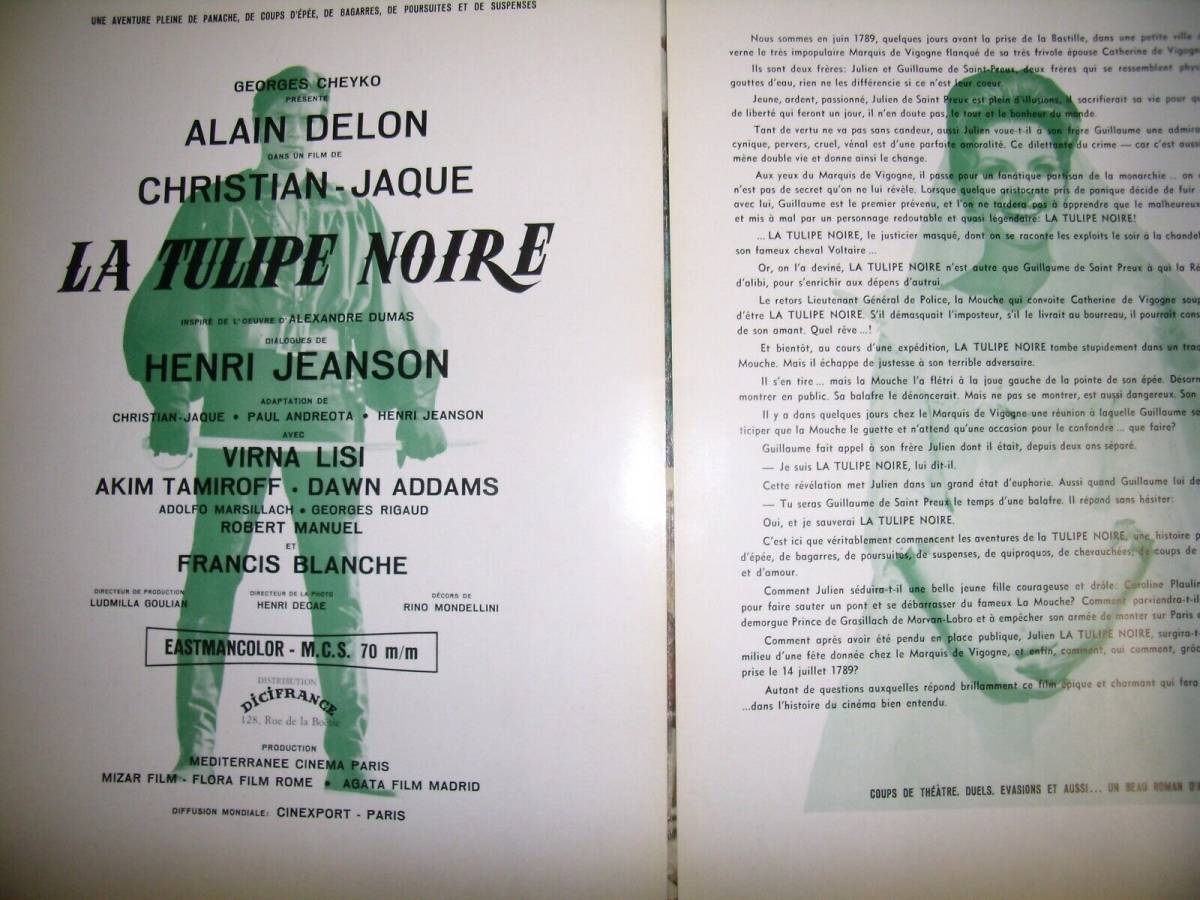 UNE AVENTURE PLEINE DE PANACHE, DE COUPS D'ÉPÉE, DE BAGARRES, DE POURSUITES ET DE SUSPENSES
GEORGES CHEYKO
PRÉSENTE
ALAIN DELON
DANS UN FILM DE
CHRISTIAN-JAQUE
LA TULIPE NOIRE
INSPIRÉ DE L'OEUVRE D'ALEXANDRE DUMAS
DIALOGUES DE
HENRI JEANSON
ADAPTATION DE
CHRISTIAN-JAQUE • PAUL ANDREOTA • HENRI JEANSON
AVEC
VIRNA LISI
AKIM TAMIROFF • DAWN ADDAMS
ADOLFO MARSILLACH • GEORGES RIGAUD
ROBERT MANUEL
ET
FRANCIS BLANCHE
DIRECTEUR DE PRODUCTION
LUDMILLA GOULIAN
DIRECTEUR DE LA PHOTO
HENRI DECAE
DÉCORS DE
RINO MONDELLINI
EASTMANCOLOR - M.C.S. 70 m/m
DISTRIBUTION
DICIFRANCE
128, Rue de la Boëtie
PRODUCTION
MEDITERRANEE CINEMA PARIS
MIZAR FILM - FLORA FILM ROME • AGATA FILM MADRID
DIFFUSION MONDIALE: CINEXPORT - PARIS
Nous sommes en juin 1789, quelques jours avant la prise de la Bastille, dans une petite ville
verne le très impopulaire Marquis de Vigogne flanqué de sa très frivole épouse Catherine de Vigogne
Ils sont deux frères: Julien et Guillaume de Saint-Preux, deux frères qui se ressemblent
gouttes d'eau, rien ne les différencie si ce n'est leur coeur.
Jeune, ardent, passionné, Julien de Saint Preux est plein d'illusions. Il sacrifierait sa vie pour
de liberté qui feront un jour, il n'en doute pas, le tour et le bonheur du monde.
Tant de vertu ne va pas sans candeur, aussi Julien voue-t-il à son frère Guillaume une
cynique, pervers, cruel, vénal est d'une parfaite amoralité. Ce dilettante du crime — car c'est aussi
mène double vie et donne ainsi le change.
Aux yeux du Marquis de Vigogne, il passe pour un fanatique partisan de la monarchie ... on
n'est pas de secret qu'on ne lui révèle. Lorsque quelque aristocrate pris de panique décide de fuir
avec lui, Guillaume est le premier prévenu, et l'on ne tardera pas à apprendre que le malheureux
et mis à mal par un personnage redoutable et quasi légendaire: LA TULIPE NOIRE!
... LA TULIPE NOIRE, le justicier masqué, dont on se raconte les exploits le soir à la
son fameux cheval Voltaire ...
Or, on l'a deviné, LA TULIPE NOIRE n'est autre que Guillaume de Saint Preux à qui la
d'alibi, pour s'enrichir aux dépens d'autrui.
Le retors Lieutenant Général de Police, la Mouche qui convoite Catherine de Vigogne
d'être LA TULIPE NOIRE. S'il démasquait l'imposteur, s'il le livrait au bourreau, il pourrait
de son amant. Quel rêve ...!
Et bientôt, au cours d'une expédition, LA TULIPE NOIRE tombe stupidement dans un
Mouche. Mais il échappe de justesse à son terrible adversaire.
Il s'en tire ... mais la Mouche l'a flétri à la joue gauche de la pointe de son épée.
montrer en public. Sa balafre le dénoncerait. Mais ne pas se montrer, est aussi dangereux. Son
Il y a dans quelques jours chez le Marquis de Vigogne une réunion à laquelle Guillaume
ticiper que la Mouche le guette et n'attend qu'une occasion pour le confondre ... que faire?
Guillaume fait appel à son frère Julien dont il était, depuis deux ans séparé.
— Je suis LA TULIPE NOIRE, lui dit-il.
Cette révélation met Julien dans un grand état d'euphorie. Aussi quand Guillaume lui
— Tu seras Guillaume de Saint Preux le temps d'une balafre. Il répond sans hésiter:
Oui, et je sauverai LA TULIPE NOIRE.
C'est ici que véritablement commencent les aventures de la TULIPE NOIRE, une histoire
d'épée, de bagarres, de poursuites, de suspenses, de quiproquos, de chevauchées, de coups de
et d'amour.
Comment Julien séduira-t-il une belle jeune fille courageuse et drôle: Caroline
pour faire sauter un pont et se débarrasser du fameux La Mouche? Comment parviendra-t-il
demorgue Prince de Grasillach de Morvan-Lobro et à empêcher son armée de monter sur Paris
Comment après avoir été pendu en place publique, Julien LA TULIPE NOIRE,
milieu d'une fête donnée chez le Marquis de Vigogne, et enfin, comment, oui comment,
prise le 14 juillet 1789?
Autant de questions auxquelles répond brillamment ce film épique et charmant qui fera
...dans l'histoire du cinéma bien entendu.
COUPS DE THÉÂTRE, DUELS, EVASIONS ET AUSSI... UN BEAU ROMAN